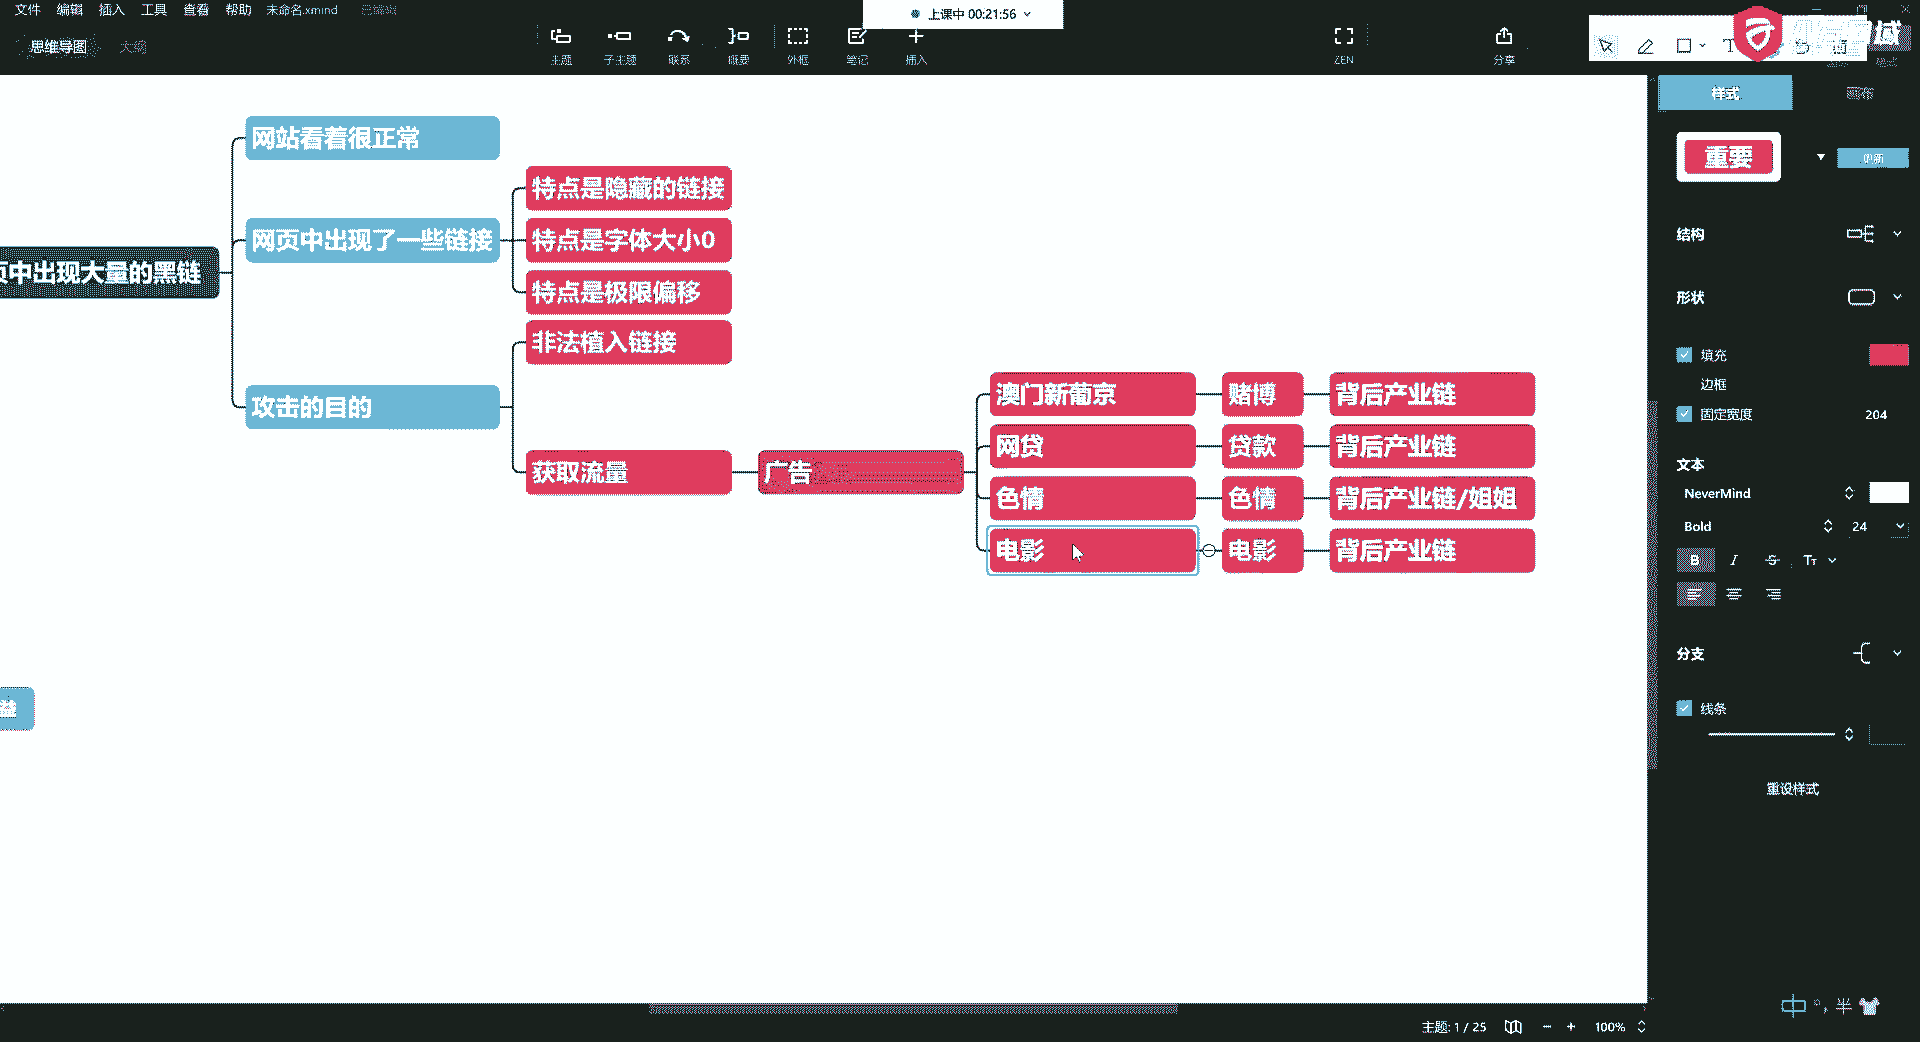 文件 编辑 插入 工具 查看 帮助 未命名.xmind 已编辑
上课中 00:21:56
思维导图 大纲
主题 子主题 联系 概要 外框 笔记 插入 ZEN 分享
样式 画布
重要 更新
结构
形状
填充
边框
固定宽度 204
文本
NeverMind
Bold 24
B I S Tт
分支
线条
重设样式
页中出现大量的黑链
网站看着很正常
网页中出现了一些链接
特点是隐藏的链接
特点是字体大小0
特点是极限偏移
攻击的目的
非法植入链接
获取流量
广告
澳门新葡京 赌博 背后产业链
网贷 贷款 背后产业链
色情 色情 背后产业链/姐姐
电影 电影 背后产业链
中 °, 半
主题: 1 / 25 100%